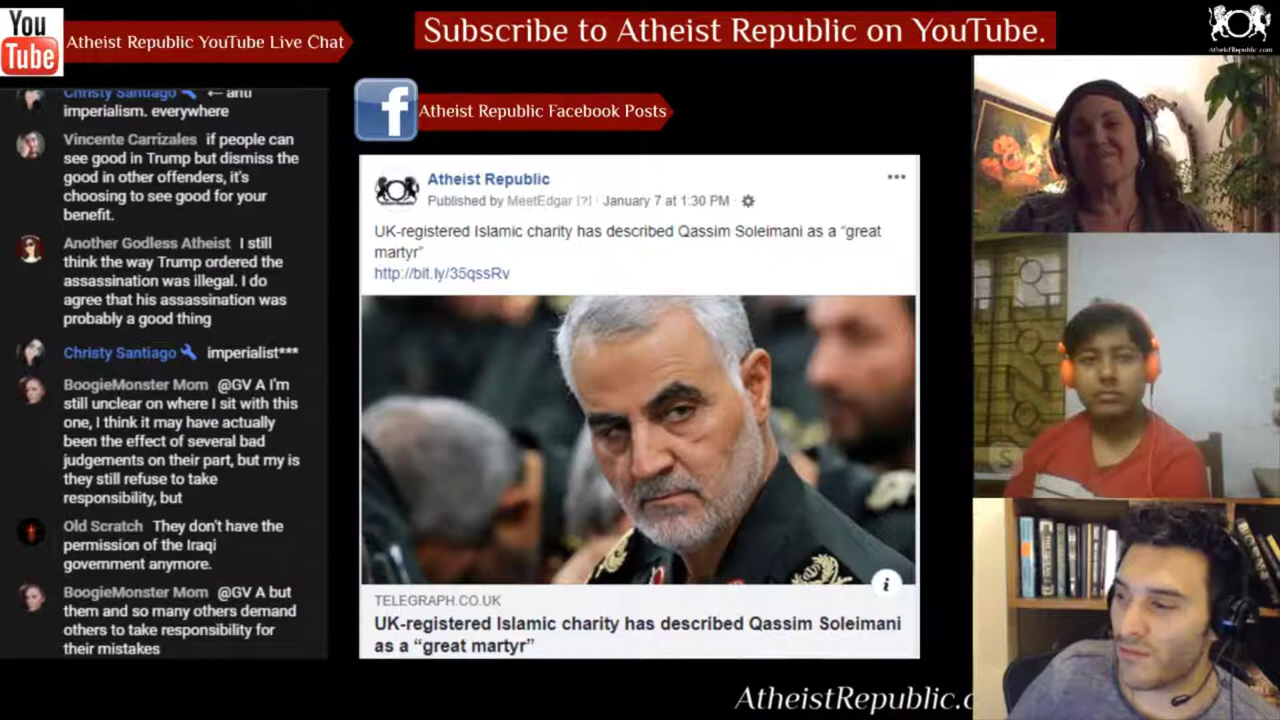 You
Tube
Atheist Republic YouTube Live Chat
Subscribe to Atheist Republic on YouTube.
AtheistRepublic.com
Christy Santiago ← anti
imperialism. everywhere
Vincente Carrizales if people can
see good in Trump but dismiss the
good in other offenders, it's
choosing to see good for your
benefit.
Another Godless Atheist I still
think the way Trump ordered the
assassination was illegal. I do
agree that his assassination was
probably a good thing
Christy Santiago imperialist***
BoogieMonster Mom @GV A I'm
still unclear on where I sit with this
one, I think it may have actually
been the effect of several bad
judgements on their part, but my is
they still refuse to take
responsibility, but
Old Scratch They don't have the
permission of the Iraqi
government anymore.
BoogieMonster Mom @GV A but
them and so many others demand
others to take responsibility for
their mistakes
f
Atheist Republic Facebook Posts
Atheist Republic
Published by MeetEdgar [?] · January 7 at 1:30 PM ·
UK-registered Islamic charity has described Qassim Soleimani as a “great
martyr”
http://bit.ly/35qssRv
i
TELEGRAPH.CO.UK
UK-registered Islamic charity has described Qassim Soleimani
as a “great martyr”
AtheistRepublic.c
S